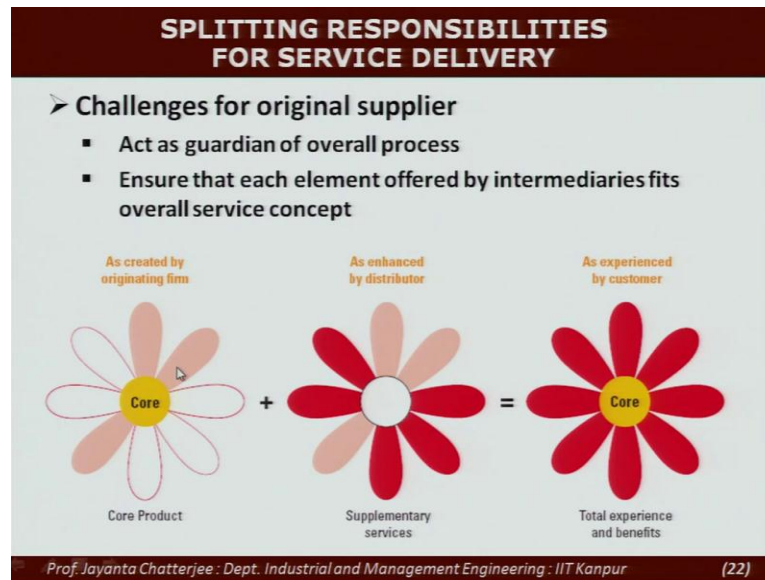 SPLITTING RESPONSIBILITIES
FOR SERVICE DELIVERY
➢ Challenges for original supplier
▪ Act as guardian of overall process
▪ Ensure that each element offered by intermediaries fits
overall service concept
As created by
originating firm
As enhanced
by distributor
As experienced
by customer
Core
+
=
Core
Core Product
Supplementary
services
Total experience
and benefits
Prof. Jayanta Chatterjee : Dept. Industrial and Management Engineering : IIT Kanpur (22)